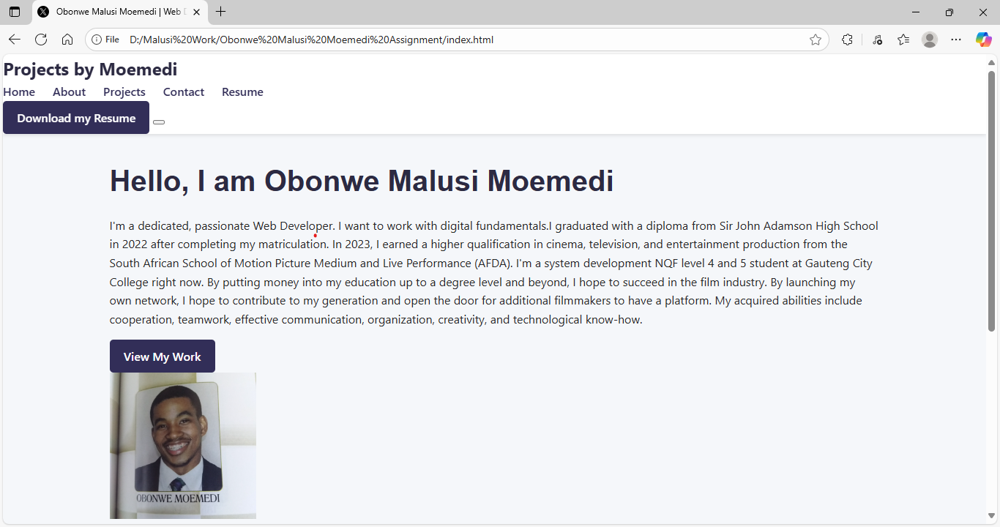 Obonwe Malusi Moemedi | Web D
File D:/Malusi%20Work/Obonwe%20Malusi%20Moemedi%20Assignment/index.html
Projects by Moemedi
Home About Projects Contact Resume
Download my Resume
Hello, I am Obonwe Malusi Moemedi
I'm a dedicated, passionate Web Developer. I want to work with digital fundamentals.I graduated with a diploma from Sir John Adamson High School
in 2022 after completing my matriculation. In 2023, I earned a higher qualification in cinema, television, and entertainment production from the
South African School of Motion Picture Medium and Live Performance (AFDA). I'm a system development NQF level 4 and 5 student at Gauteng City
College right now. By putting money into my education up to a degree level and beyond, I hope to succeed in the film industry. By launching my
own network, I hope to contribute to my generation and open the door for additional filmmakers to have a platform. My acquired abilities include
cooperation, teamwork, effective communication, organization, creativity, and technological know-how.
View My Work
OBONWE MOEMEDI